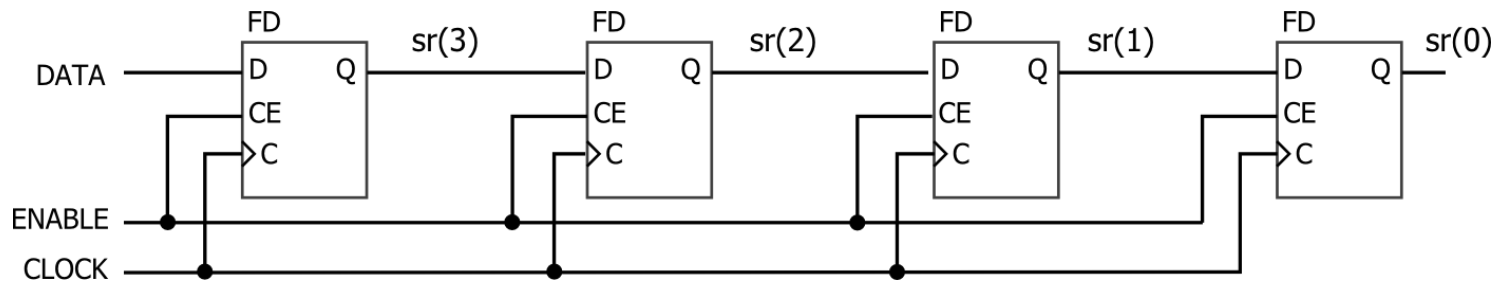 FD FD FD FD
sr(3) sr(2) sr(1) sr(0)
DATA D Q D Q D Q D Q
CE CE CE CE
C C C C
ENABLE
CLOCK